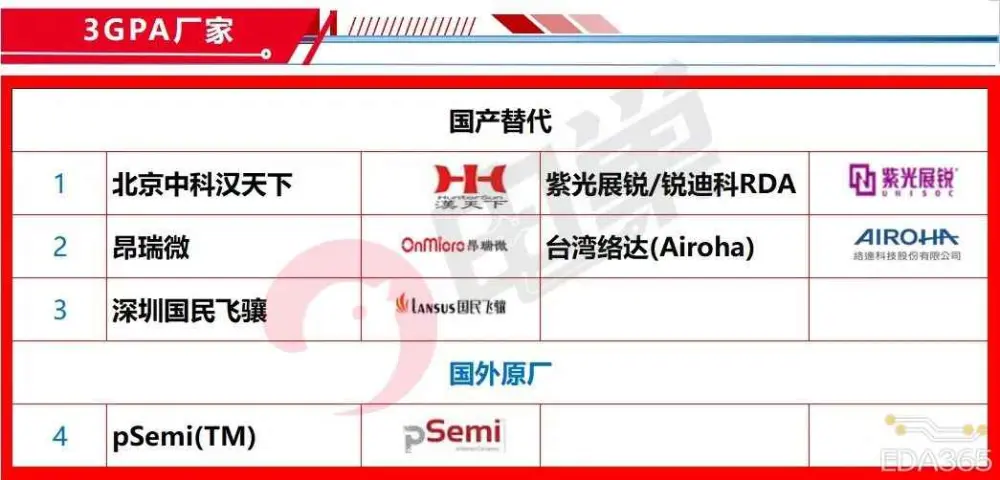 3GPA厂家
国产替代
1 北京中科汉天下 HunterSun 漢天下 紫光展锐/锐迪科RDA 紫光展锐 UNISOC
2 昂瑞微 OnMicro 昂瑞微 台湾络达(Airoha) AIROHA 絡達科技股份有限公司
3 深圳国民飞骧 LANSUS 国民飞骧
国外原厂
4 pSemi(TM) pSemi
EDA365